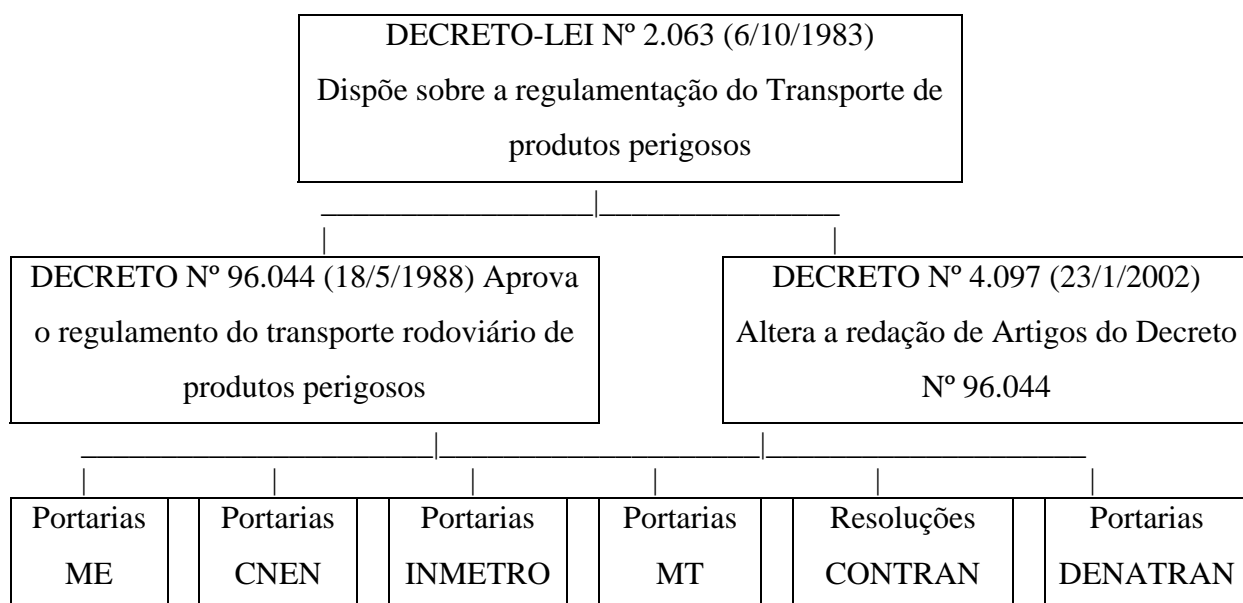 DECRETO-LEI Nº 2.063 (6/10/1983)
Dispõe sobre a regulamentação do Transporte de
produtos perigosos
DECRETO Nº 96.044 (18/5/1988) Aprova
o regulamento do transporte rodoviário de
produtos perigosos
DECRETO Nº 4.097 (23/1/2002)
Altera a redação de Artigos do Decreto
Nº 96.044
Portarias
ME
Portarias
CNEN
Portarias
INMETRO
Portarias
MT
Resoluções
CONTRAN
Portarias
DENATRAN